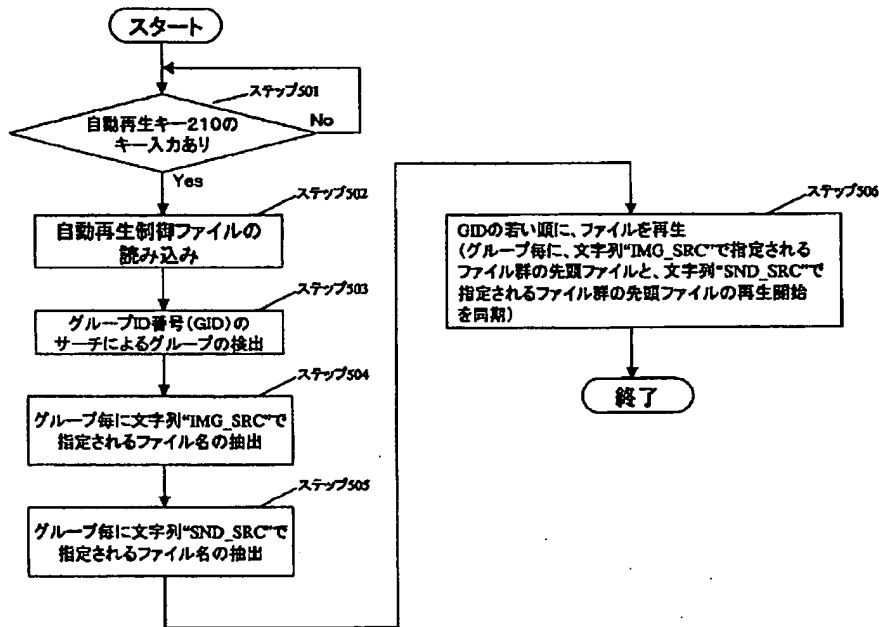 スタート
ステップ501
自動再生キー210の
キー入力あり
No
Yes
ステップ502
自動再生制御ファイルの
読み込み
ステップ503
グループID番号(GID)の
サーチによるグループの検出
ステップ504
グループ毎に文字列“IMG_SRC”で
指定されるファイル名の抽出
ステップ505
グループ毎に文字列“SND_SRC”で
指定されるファイル名の抽出
ステップ506
GIDの若い順に、ファイルを再生
(グループ毎に、文字列“IMG_SRC”で指定される
ファイル群の先頭ファイルと、文字列“SND_SRC”で
指定されるファイル群の先頭ファイルの再生開始
を同期)
終了